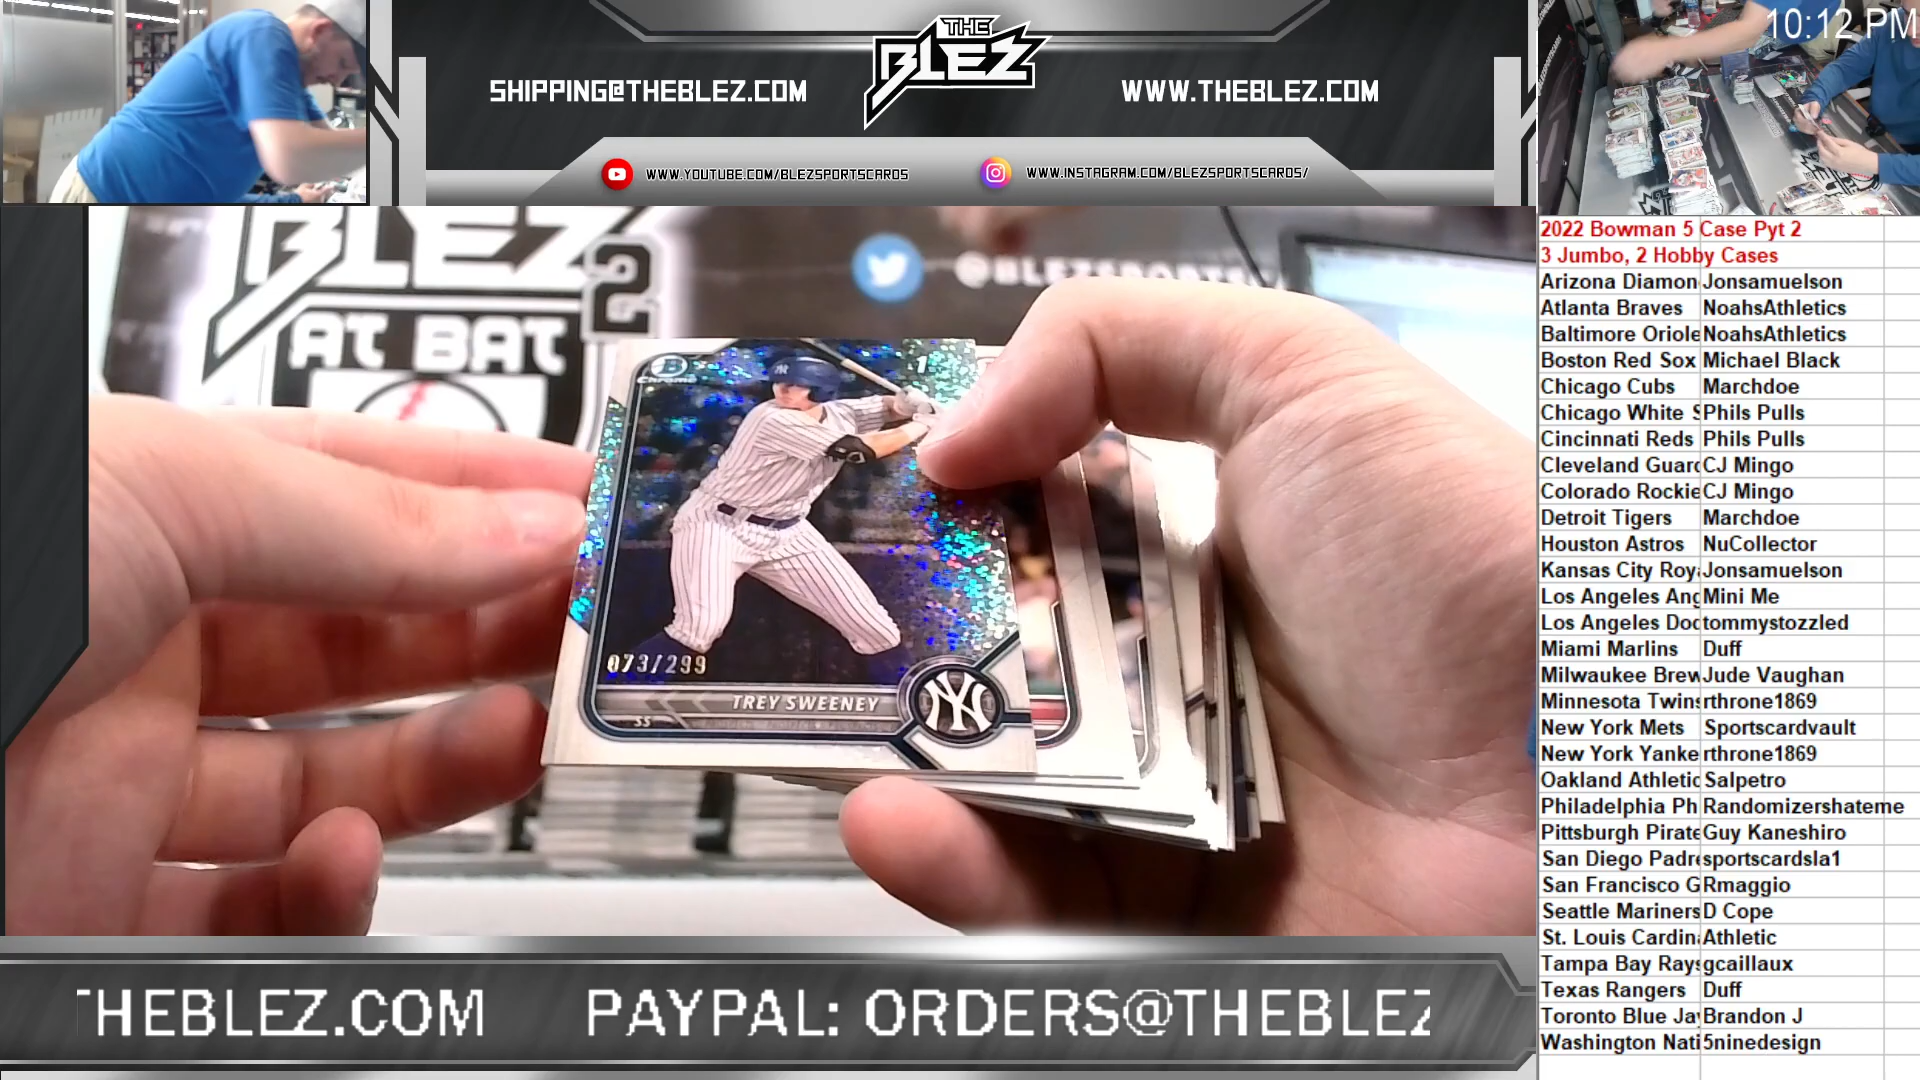 THE
BLEZ
SHIPPING@THEBLEZ.COM
WWW.THEBLEZ.COM
WWW.YOUTUBE.COM/BLEZSPORTSCARDS
WWW.INSTAGRAM.COM/BLEZSPORTSCARDS/
10:12 PM
BLEZ
2
AT BAT
Chrome
1
073/299
TREY SWEENEY
SS
NY
2022 Bowman 5 Case Pyt 2
3 Jumbo, 2 Hobby Cases
Arizona Diamon Jonsamuelson
Atlanta Braves NoahsAthletics
Baltimore Oriole NoahsAthletics
Boston Red Sox Michael Black
Chicago Cubs Marchdoe
Chicago White S Phils Pulls
Cincinnati Reds Phils Pulls
Cleveland Guard CJ Mingo
Colorado Rockie CJ Mingo
Detroit Tigers Marchdoe
Houston Astros NuCollector
Kansas City Roya Jonsamuelson
Los Angeles Ang Mini Me
Los Angeles Dod tommystozzled
Miami Marlins Duff
Milwaukee Brew Jude Vaughan
Minnesota Twins rthrone1869
New York Mets Sportscardvault
New York Yanke rthrone1869
Oakland Athletic Salpetro
Philadelphia Ph Randomizershateme
Pittsburgh Pirate Guy Kaneshiro
San Diego Padre sportscardsla1
San Francisco G Rmaggio
Seattle Mariners D Cope
St. Louis Cardin Athletic
Tampa Bay Rays gcaillaux
Texas Rangers Duff
Toronto Blue Jay Brandon J
Washington Nati 5ninedesign
THEBLEZ.COM PAYPAL: ORDERS@THEBLEZ